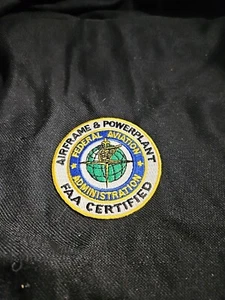 AIRFRAME & POWERPLANT
FEDERAL AVIATION
ADMINISTRATION
FAA CERTIFIED